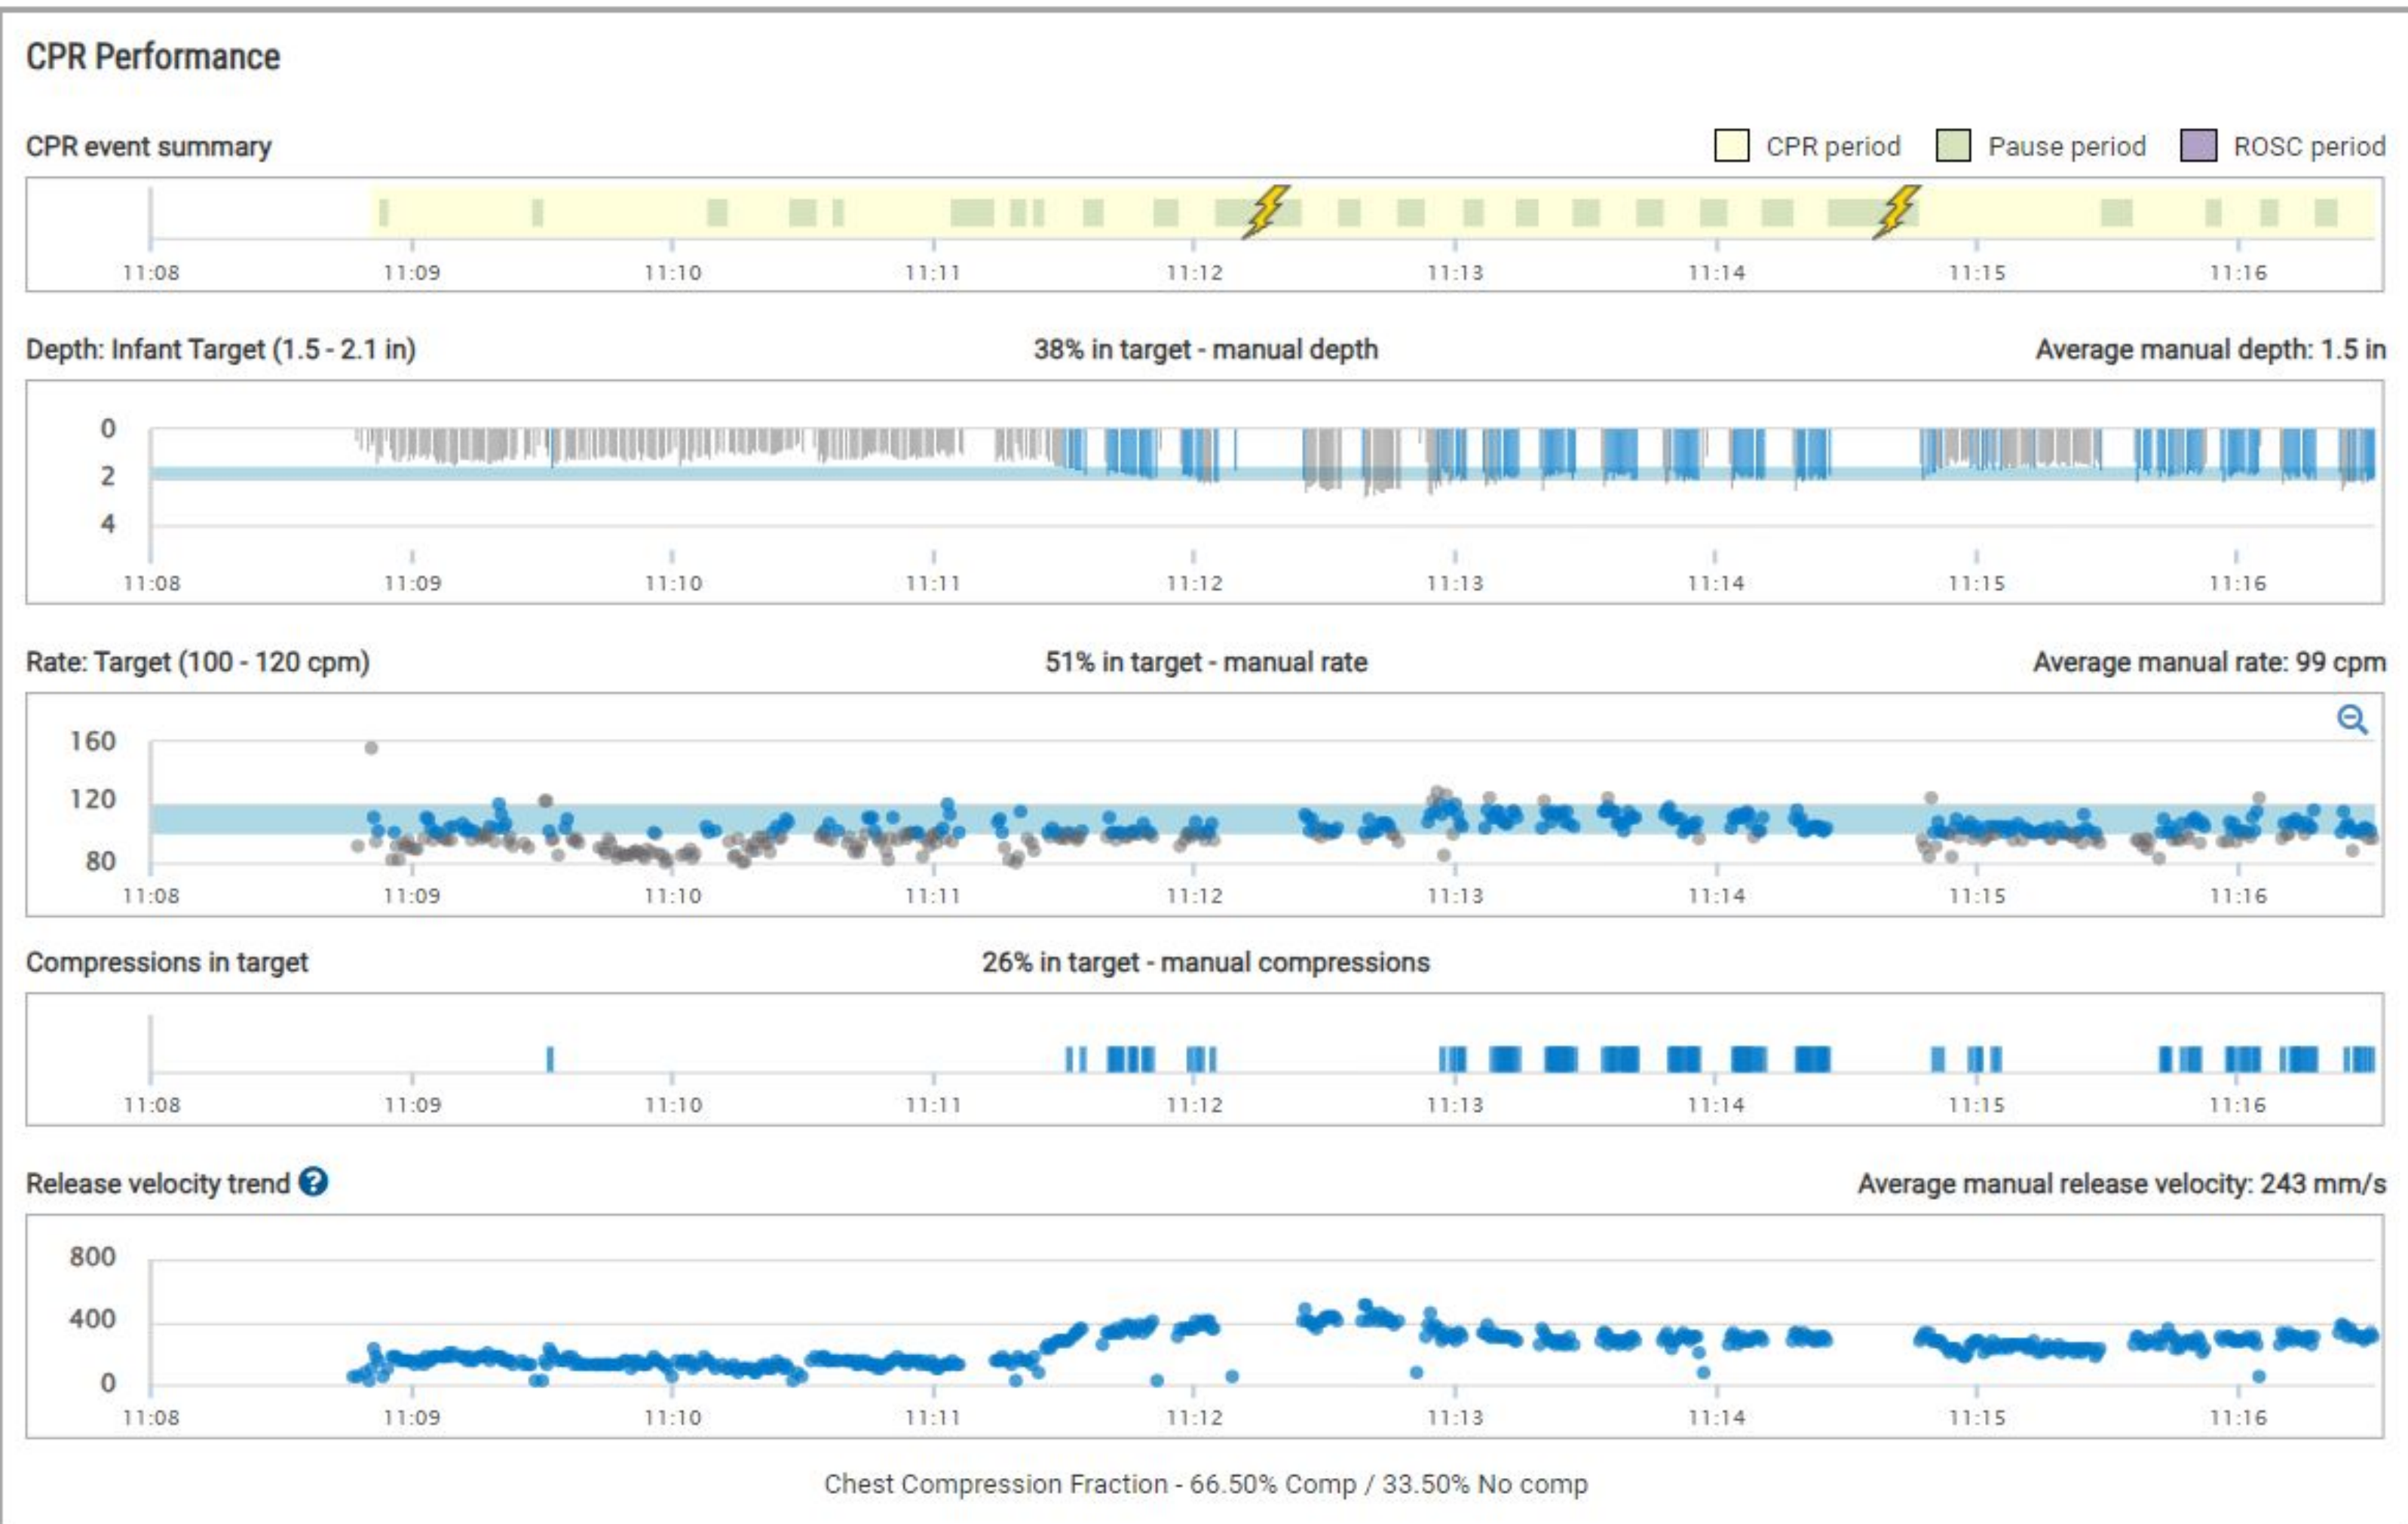 CPR Performance
CPR event summary
CPR period
Pause period
ROSC period
11:08 11:09 11:10 11:11 11:12 11:13 11:14 11:15 11:16
Depth: Infant Target (1.5 - 2.1 in) 38% in target - manual depth Average manual depth: 1.5 in
0
2
4
11:08 11:09 11:10 11:11 11:12 11:13 11:14 11:15 11:16
Rate: Target (100 - 120 cpm) 51% in target - manual rate Average manual rate: 99 cpm
160
120
80
11:08 11:09 11:10 11:11 11:12 11:13 11:14 11:15 11:16
Compressions in target 26% in target - manual compressions
11:08 11:09 11:10 11:11 11:12 11:13 11:14 11:15 11:16
Release velocity trend ? Average manual release velocity: 243 mm/s
800
400
0
11:08 11:09 11:10 11:11 11:12 11:13 11:14 11:15 11:16
Chest Compression Fraction - 66.50% Comp / 33.50% No comp